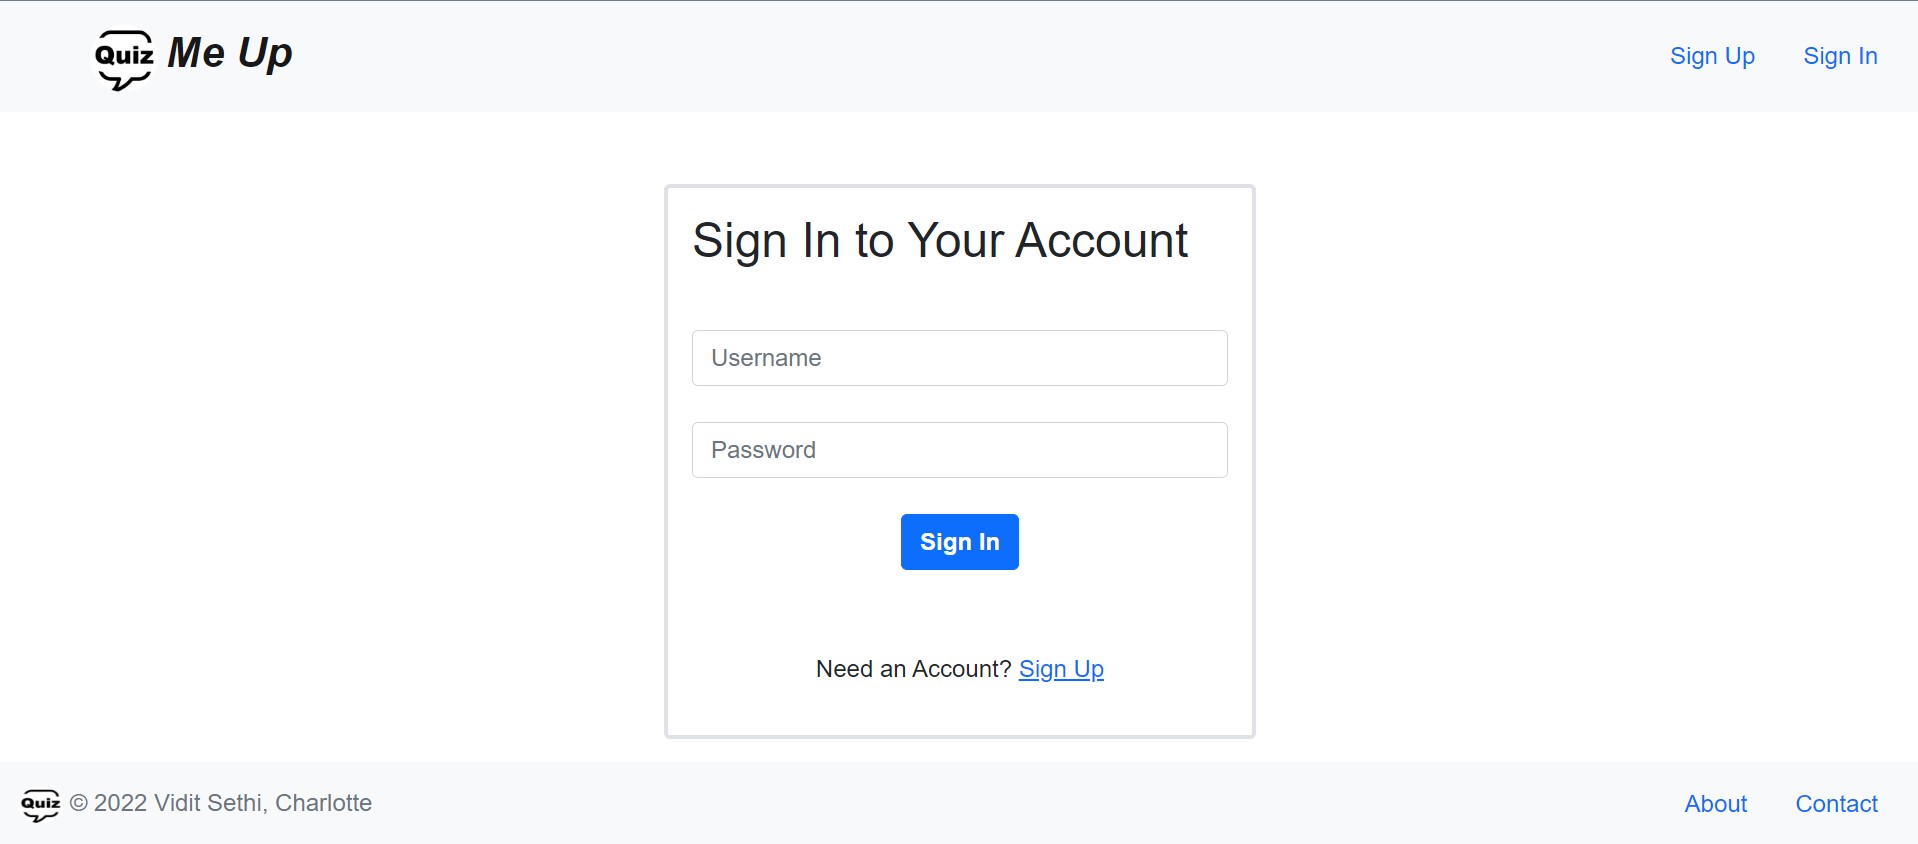 Quiz Me Up
Sign Up Sign In
Sign In to Your Account
Username
Password
Sign In
Need an Account? Sign Up
Quiz © 2022 Vidit Sethi, Charlotte
About Contact